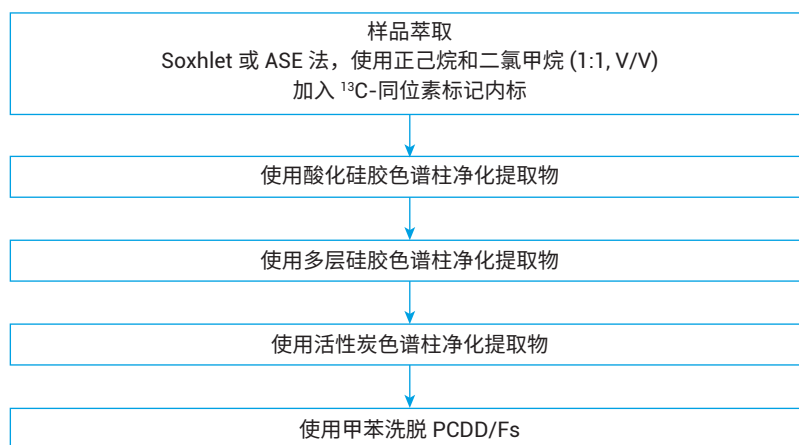 样品萃取
Soxhlet 或 ASE 法，使用正己烷和二氯甲烷 (1:1, V/V)
加入 ¹³C-同位素标记内标
使用酸化硅胶色谱柱净化提取物
使用多层硅胶色谱柱净化提取物
使用活性炭色谱柱净化提取物
使用甲苯洗脱 PCDD/Fs